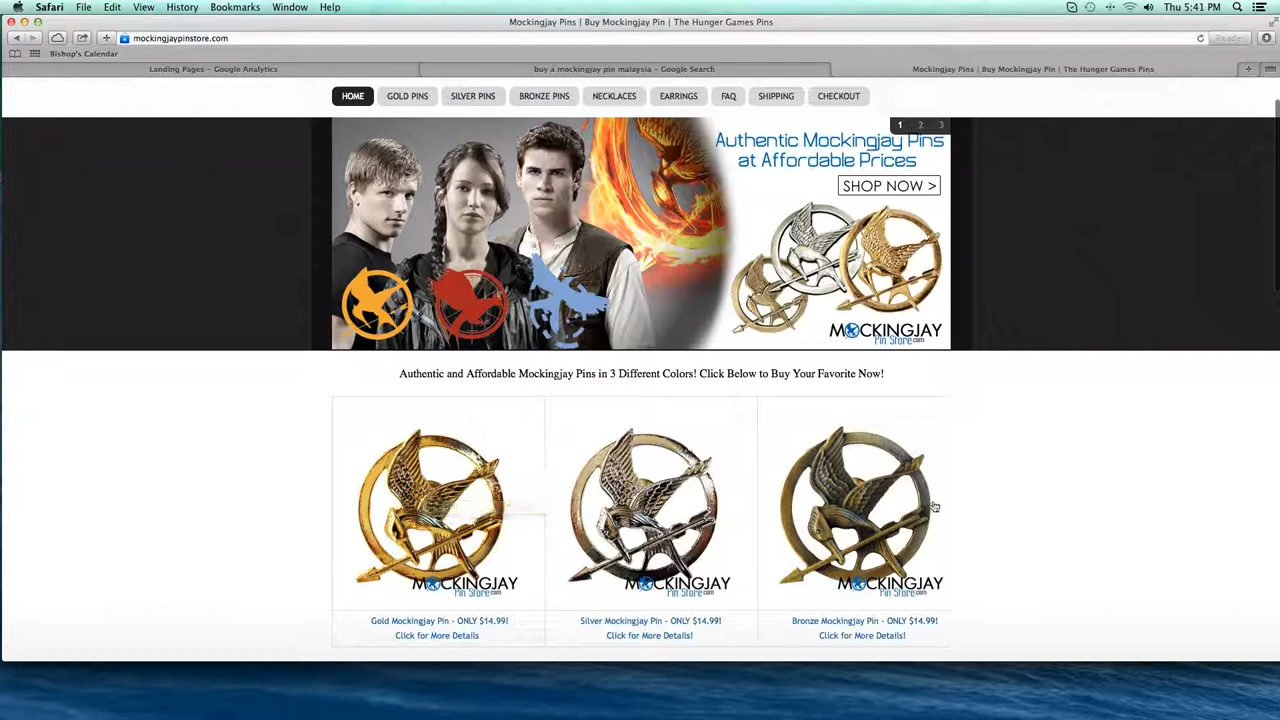 Safari File Edit View History Bookmarks Window Help
Thu 5:41 PM
Mockingjay Pins | Buy Mockingjay Pin | The Hunger Games Pins
mockingjaypinstore.com
Ready
Bishop's Calendar
Landing Pages – Google Analytics
buy a mockingjay pin malaysia – Google Search
Mockingjay Pins | Buy Mockingjay Pin | The Hunger Games Pins
HOME GOLD PINS SILVER PINS BRONZE PINS NECKLACES EARRINGS FAQ SHIPPING CHECKOUT
1 2 3
Authentic Mockingjay Pins
at Affordable Prices
SHOP NOW >
MOCKINGJAY
Pin Store.com
Authentic and Affordable Mockingjay Pins in 3 Different Colors! Click Below to Buy Your Favorite Now!
MOCKINGJAY
Pin Store.com
MOCKINGJAY
Pin Store.com
MOCKINGJAY
Pin Store.com
Gold Mockingjay Pin - ONLY $14.99!
Click for More Details
Silver Mockingjay Pin - ONLY $14.99!
Click for More Details!
Bronze Mockingjay Pin - ONLY $14.99!
Click for More Details!